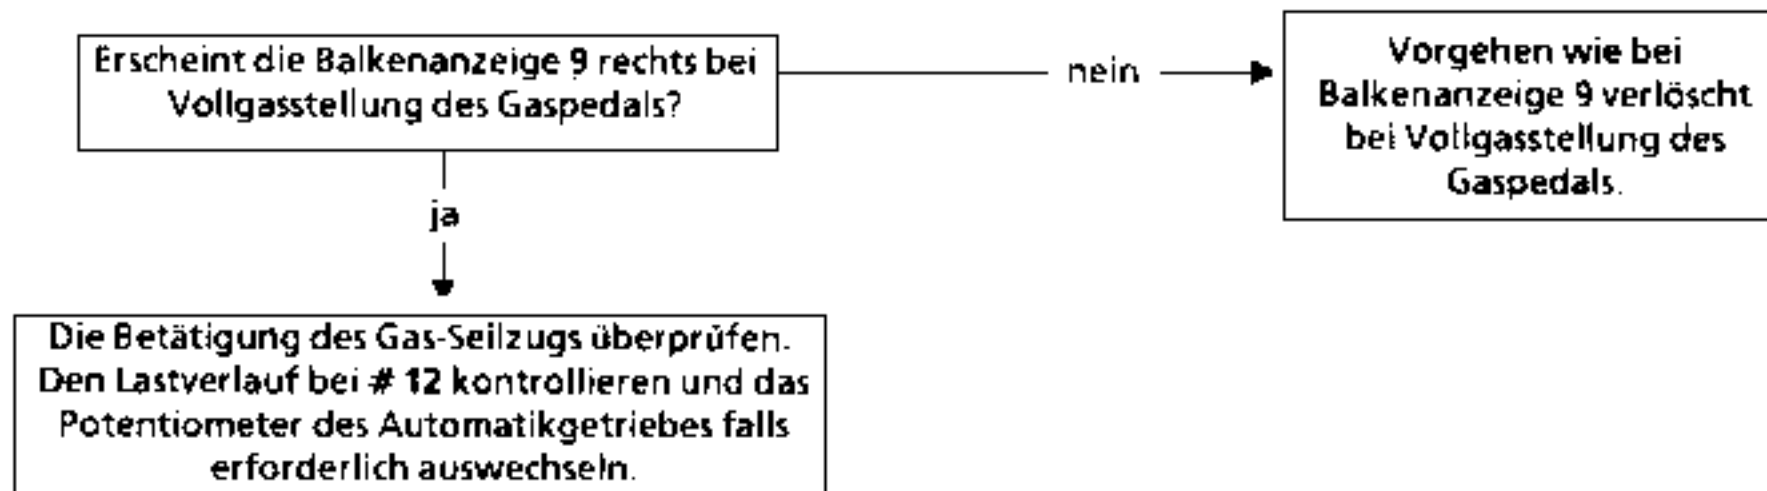 Erscheint die Balkenanzeige 9 rechts bei
Vollgasstellung des Gaspedals?
nein
Vorgehen wie bei
Balkenanzeige 9 verlöscht
bei Vollgasstellung des
Gaspedals.
ja
Die Betätigung des Gas-Seilzugs überprüfen.
Den Lastverlauf bei # 12 kontrollieren und das
Potentiometer des Automatikgetriebes falls
erforderlich auswechseln.